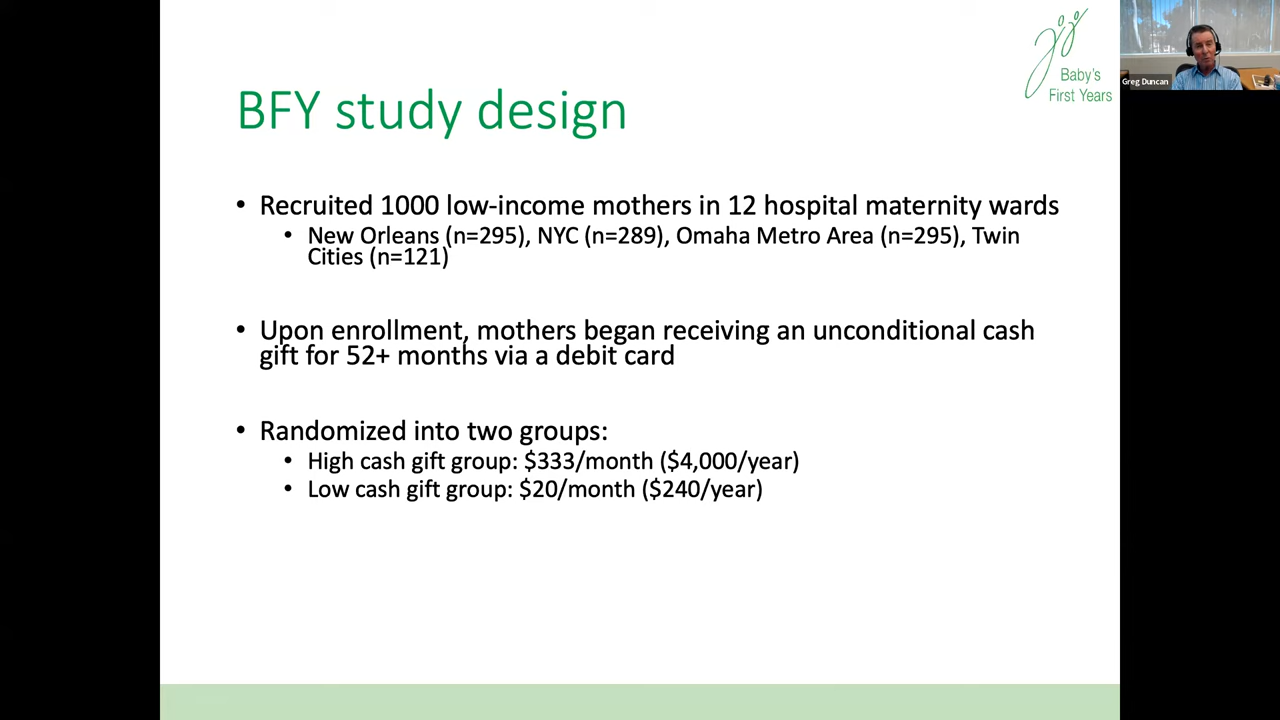 Baby's
First Years
Greg Duncan
BFY study design
• Recruited 1000 low-income mothers in 12 hospital maternity wards
• New Orleans (n=295), NYC (n=289), Omaha Metro Area (n=295), Twin
Cities (n=121)
• Upon enrollment, mothers began receiving an unconditional cash
gift for 52+ months via a debit card
• Randomized into two groups:
• High cash gift group: $333/month ($4,000/year)
• Low cash gift group: $20/month ($240/year)